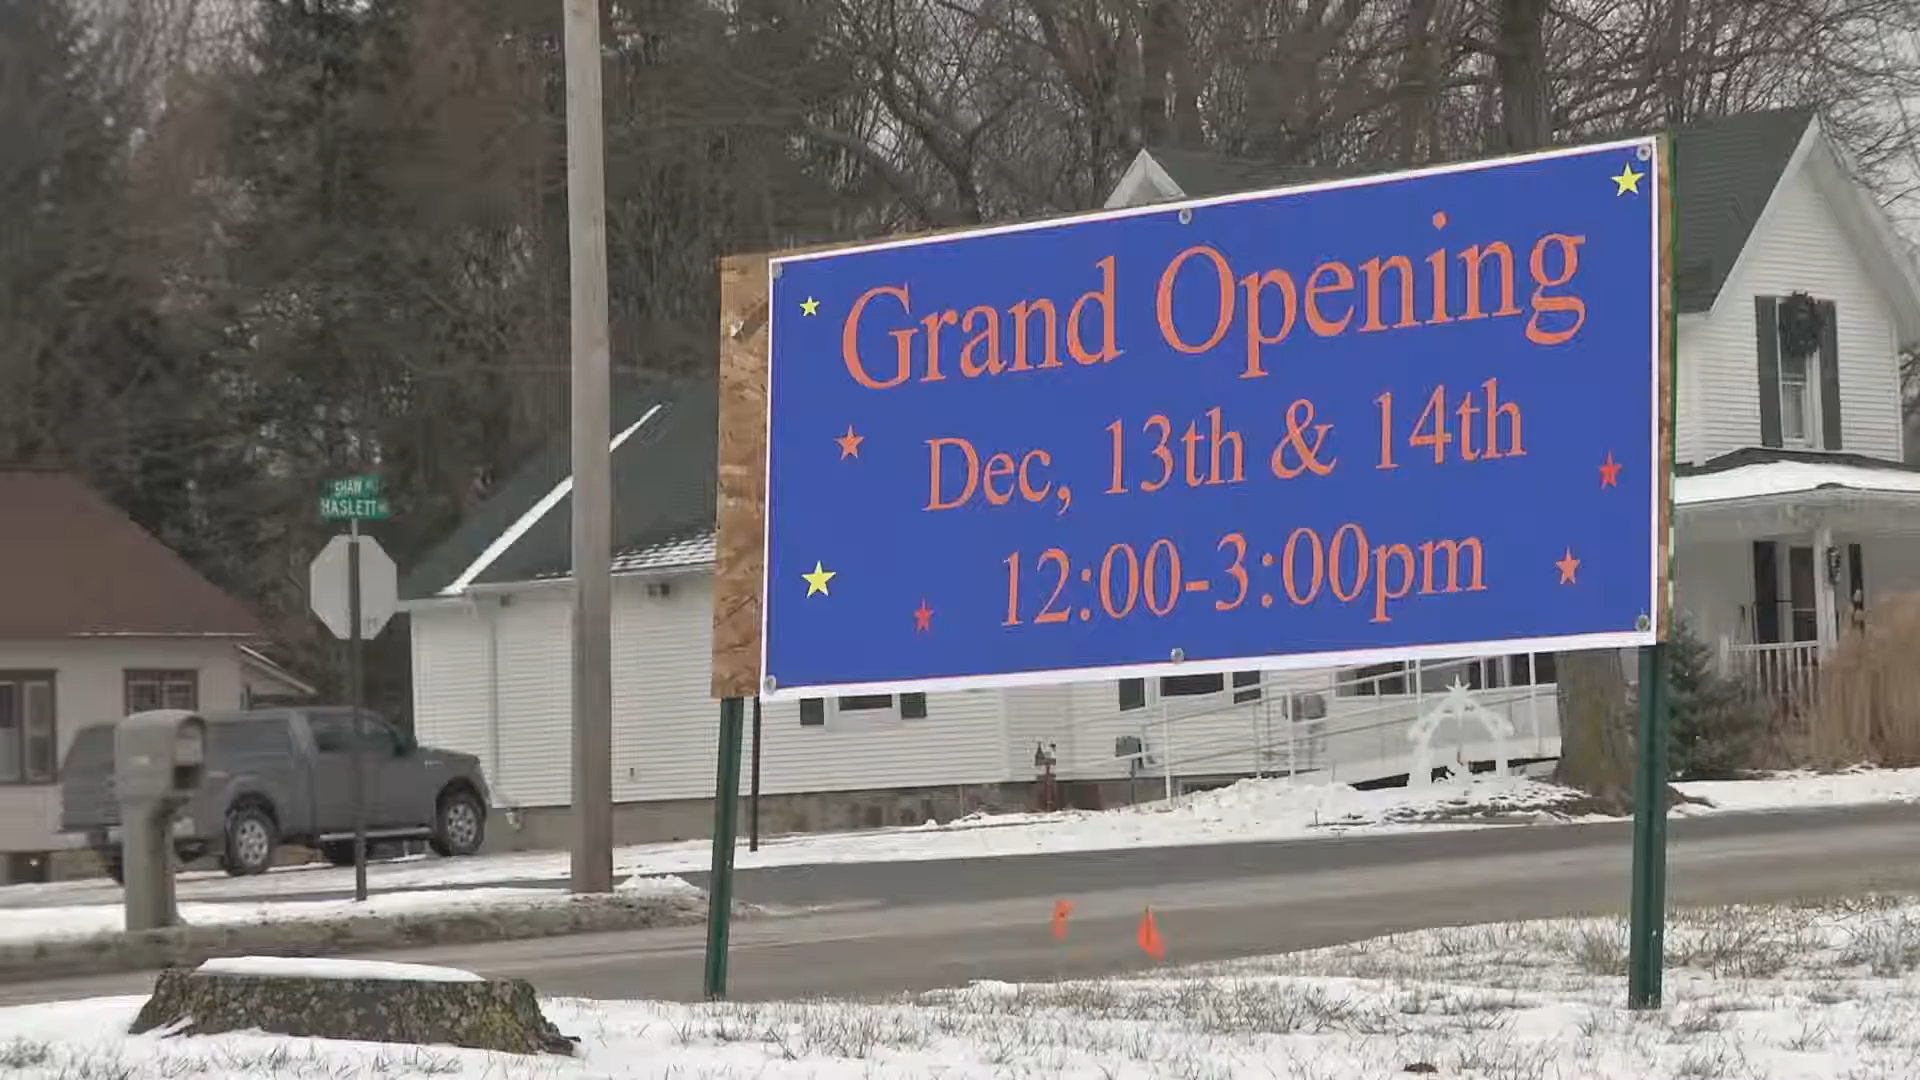 Grand Opening
Dec, 13th & 14th
12:00-3:00pm
SHAW
HASLETT